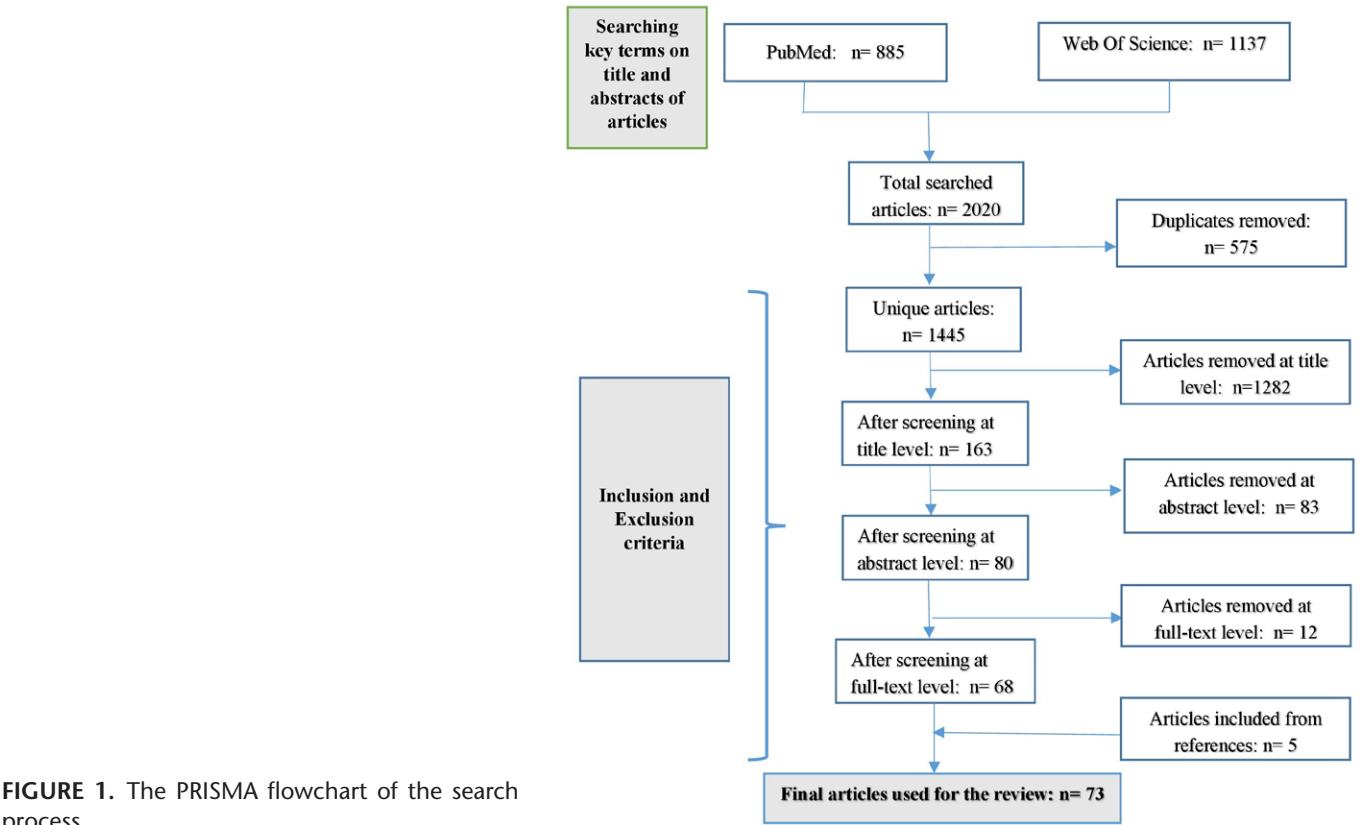 Searching
key terms on
title and
abstracts of
articles
PubMed: n= 885
Web Of Science: n= 1137
Total searched
articles: n= 2020
Duplicates removed:
n= 575
Unique articles:
n= 1445
Articles removed at title
level: n=1282
After screening at
title level: n= 163
Articles removed at
abstract level: n= 83
Inclusion and
Exclusion
criteria
After screening at
abstract level: n= 80
Articles removed at
full-text level: n= 12
After screening at
full-text level: n= 68
Articles included from
references: n= 5
Final articles used for the review: n= 73
FIGURE 1. The PRISMA flowchart of the search
process